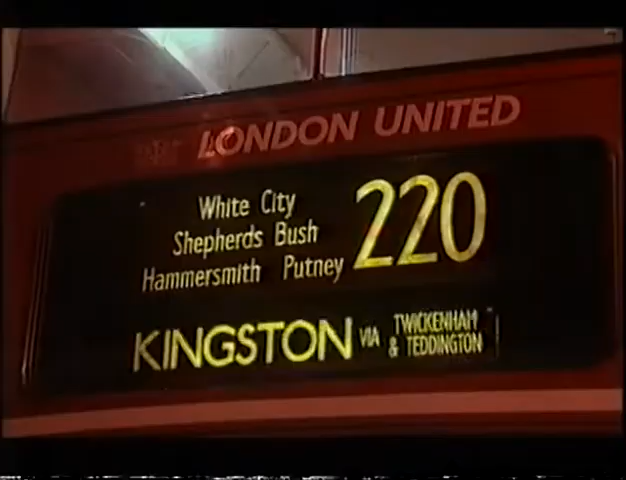 LONDON UNITED
White City
Shepherds Bush
Hammersmith Putney
220
KINGSTON VIA TWICKENHAM
& TEDDINGTON